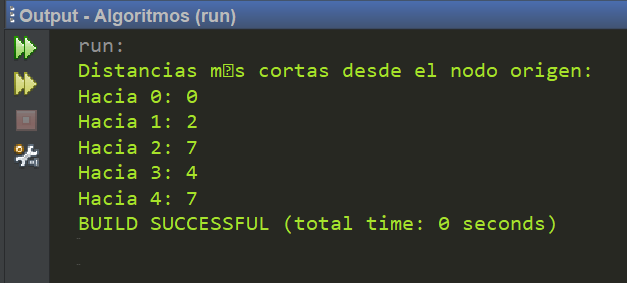 Output - Algoritmos (run)
run:
Distancias m�s cortas desde el nodo origen:
Hacia 0: 0
Hacia 1: 2
Hacia 2: 7
Hacia 3: 4
Hacia 4: 7
BUILD SUCCESSFUL (total time: 0 seconds)